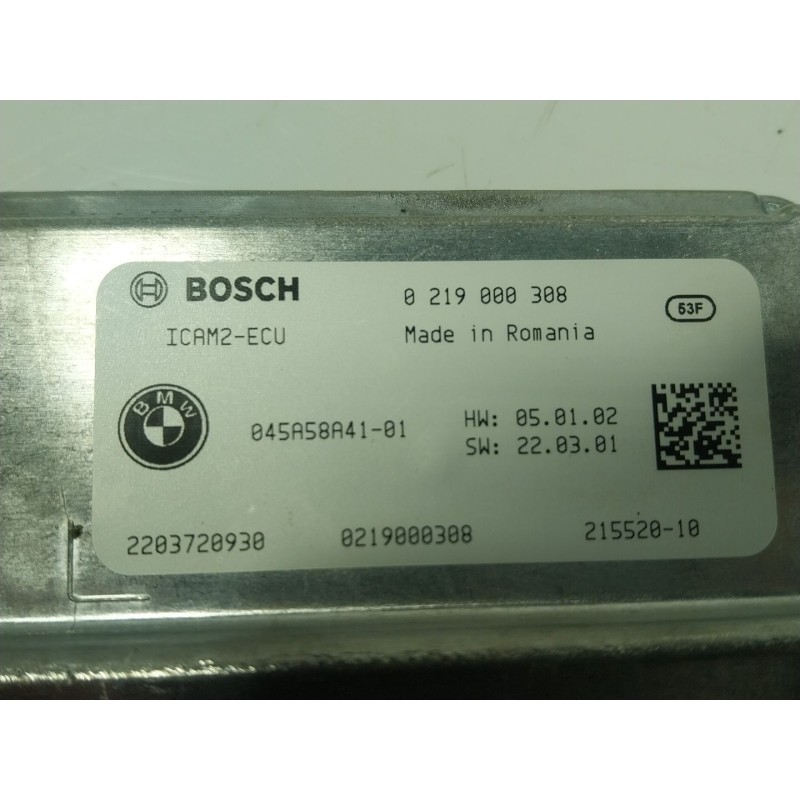 BOSCH 0 219 000 308 53F
ICAM2-ECU Made in Romania
BMW 045A58A41-01 HW: 05.01.02
SW: 22.03.01
2203720930 0219000308 215520-10